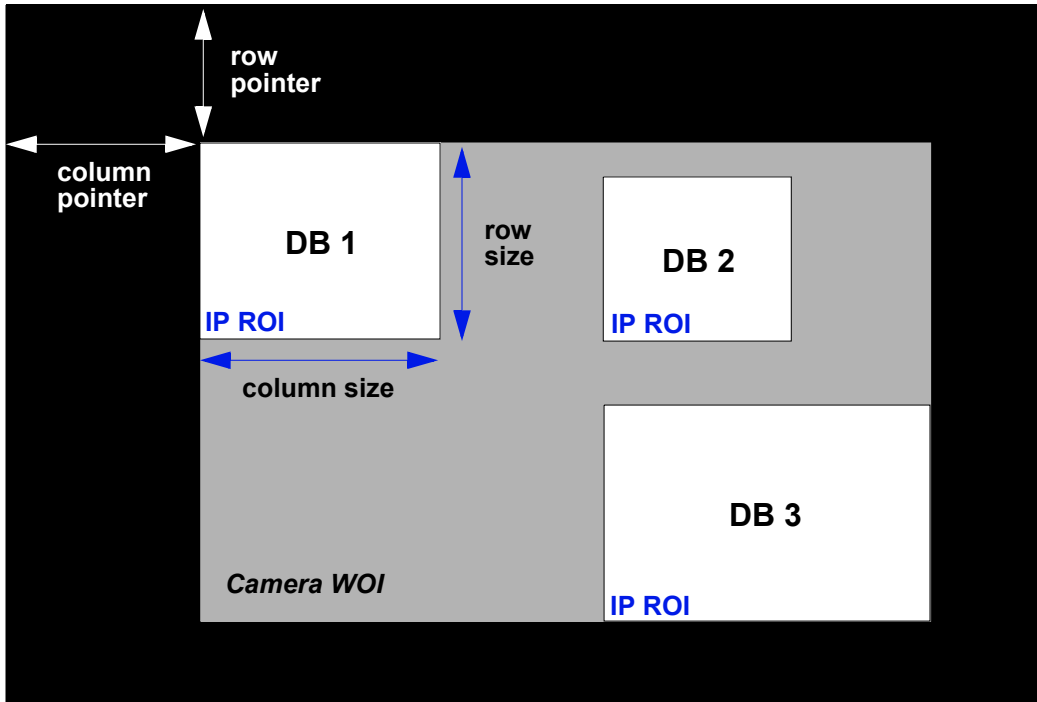 row
pointer
column
pointer
DB 1
row
size
DB 2
IP ROI
IP ROI
column size
DB 3
Camera WOI
IP ROI